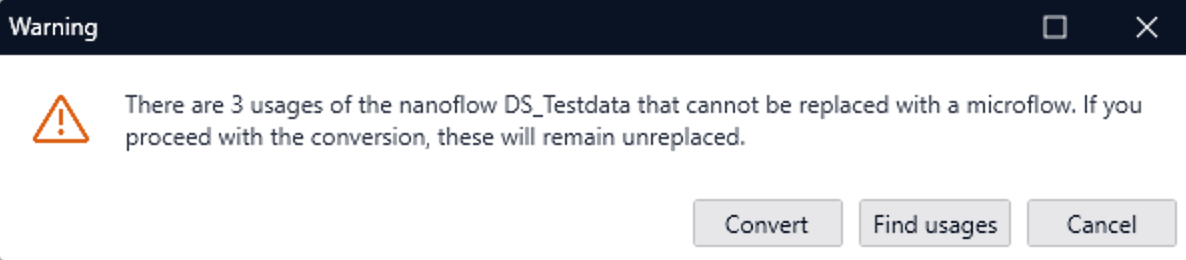 Warning
There are 3 usages of the nanoflow DS_Testdata that cannot be replaced with a microflow. If you
proceed with the conversion, these will remain unreplaced.
Convert Find usages Cancel